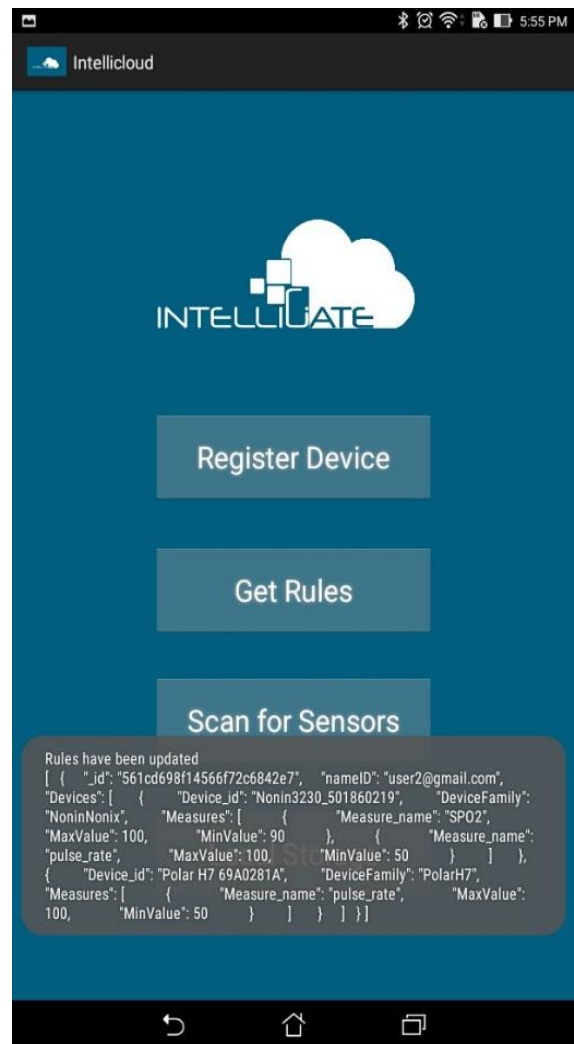 5:55 PM
Intellicloud
INTELLIGATE
Register Device
Get Rules
Scan for Sensors
Rules have been updated
[ { "_id": "561cd698f14566f72c6842e7", "nameID": "user2@gmail.com",
"Devices": [ { "Device_id": "Nonin3230_501860219", "DeviceFamily":
"NoninNonix", "Measures": [ { "Measure_name": "SPO2",
"MaxValue": 100, "MinValue": 90 }, { "Measure_name":
"pulse_rate", "MaxValue": 100, "MinValue": 50 } ] },
{ "Device_id": "Polar H7 69A0281A", "DeviceFamily": "PolarH7",
"Measures": [ { "Measure_name": "pulse_rate", "MaxValue":
100, "MinValue": 50 } ] } ] } ]